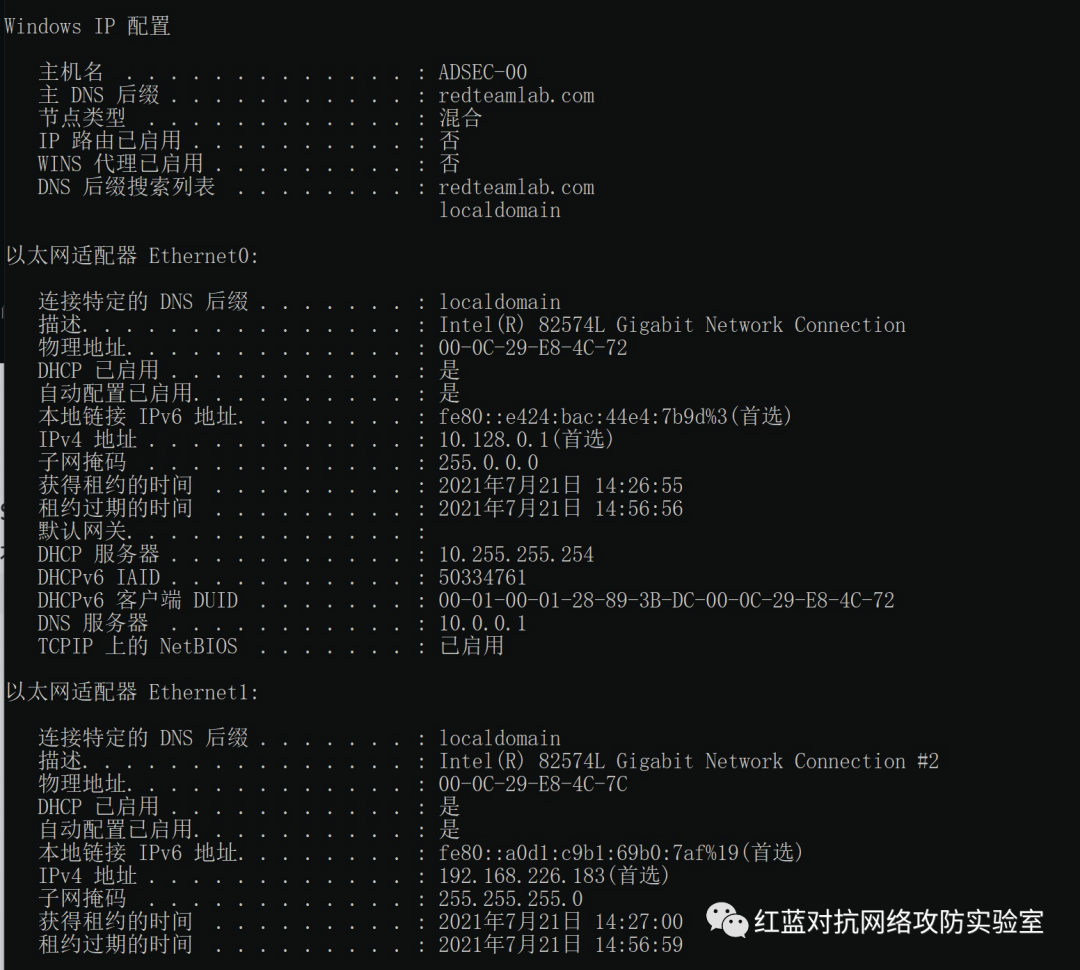 Windows IP 配置
主机名 . . . . . . . . . . . . . : ADSEC-00
主 DNS 后缀 . . . . . . . . . . . : redteamlab.com
节点类型 . . . . . . . . . . . . : 混合
IP 路由已启用 . . . . . . . . . . : 否
WINS 代理已启用 . . . . . . . . . : 否
DNS 后缀搜索列表 . . . . . . . . : redteamlab.com
localdomain
以太网适配器 Ethernet0:
连接特定的 DNS 后缀 . . . . . . . : localdomain
描述. . . . . . . . . . . . . . . : Intel(R) 82574L Gigabit Network Connection
物理地址. . . . . . . . . . . . . : 00-0C-29-E8-4C-72
DHCP 已启用 . . . . . . . . . . . : 是
自动配置已启用. . . . . . . . . . : 是
本地链接 IPv6 地址. . . . . . . . : fe80::e424:bac:44e4:7b9d%3(首选)
IPv4 地址 . . . . . . . . . . . . : 10.128.0.1(首选)
子网掩码 . . . . . . . . . . . . : 255.0.0.0
获得租约的时间 . . . . . . . . . : 2021年7月21日 14:26:55
租约过期的时间 . . . . . . . . . : 2021年7月21日 14:56:56
默认网关. . . . . . . . . . . . . :
DHCP 服务器 . . . . . . . . . . . : 10.255.255.254
DHCPv6 IAID . . . . . . . . . . . : 50334761
DHCPv6 客户端 DUID . . . . . . . : 00-01-00-01-28-89-3B-DC-00-0C-29-E8-4C-72
DNS 服务器 . . . . . . . . . . . : 10.0.0.1
TCPIP 上的 NetBIOS . . . . . . . : 已启用
以太网适配器 Ethernet1:
连接特定的 DNS 后缀 . . . . . . . : localdomain
描述. . . . . . . . . . . . . . . : Intel(R) 82574L Gigabit Network Connection #2
物理地址. . . . . . . . . . . . . : 00-0C-29-E8-4C-7C
DHCP 已启用 . . . . . . . . . . . : 是
自动配置已启用. . . . . . . . . . : 是
本地链接 IPv6 地址. . . . . . . . : fe80::a0d1:c9b1:69b0:7af%19(首选)
IPv4 地址 . . . . . . . . . . . . : 192.168.226.183(首选)
子网掩码 . . . . . . . . . . . . : 255.255.255.0
获得租约的时间 . . . . . . . . . : 2021年7月21日 14:27:00
租约过期的时间 . . . . . . . . . : 2021年7月21日 14:56:59
红蓝对抗网络攻防实验室